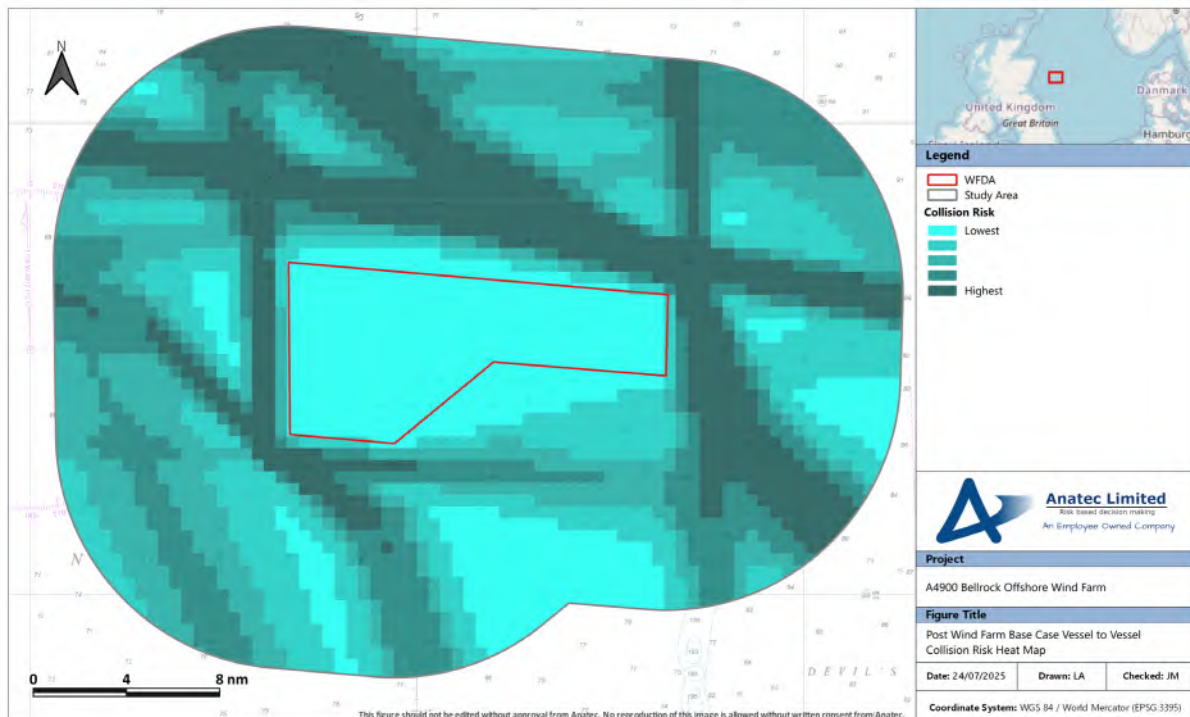 N
0 4 8 nm
N
DEVIL'S
This figure should not be edited without approval from Anatec. No reproduction of this image is allowed without written consent from Anatec.
United Kingdom
Great Britain
Denmark
Hamburg
Legend
WFDA
Study Area
Collision Risk
Lowest
Highest
Anatec Limited
Risk based decision making
An Employee Owned Company
Project
A4900 Bellrock Offshore Wind Farm
Figure Title
Post Wind Farm Base Case Vessel to Vessel
Collision Risk Heat Map
Date: 24/07/2025 Drawn: LA Checked: JM
Coordinate System: WGS 84 / World Mercator (EPSG 3395)